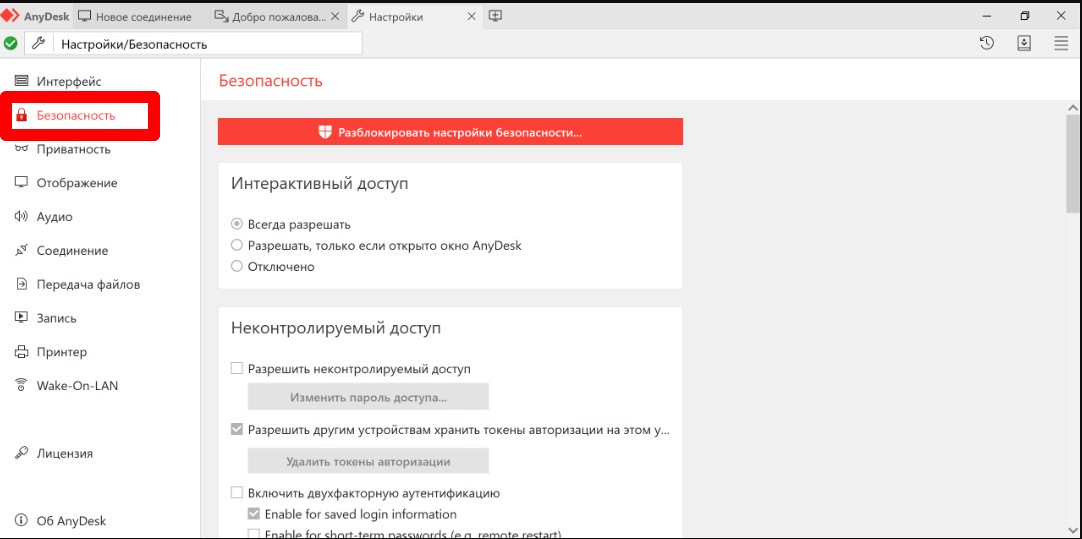 AnyDesk
Новое соединение
Добро пожалова...
Настройки
Настройки/Безопасность
Интерфейс
Безопасность
Приватность
Отображение
Аудио
Соединение
Передача файлов
Запись
Принтер
Wake-On-LAN
Лицензия
Об AnyDesk
Безопасность
Разблокировать настройки безопасности...
Интерактивный доступ
Всегда разрешать
Разрешать, только если открыто окно AnyDesk
Отключено
Неконтролируемый доступ
Разрешить неконтролируемый доступ
Изменить пароль доступа...
Разрешить другим устройствам хранить токены авторизации на этом у...
Удалить токены авторизации
Включить двухфакторную аутентификацию
Enable for saved login information
Enable for short-term passwords (e.g. remote restart)